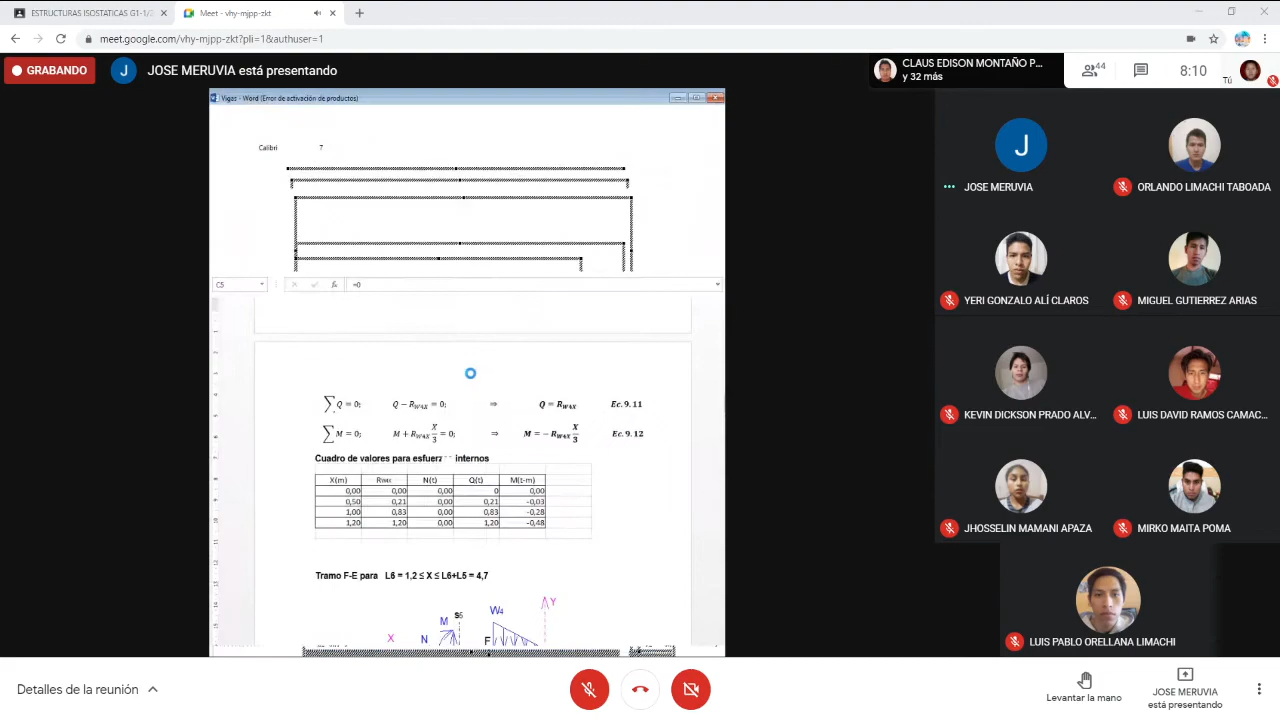 ESTRUCTURAS ISOSTATICAS G1-1/2
Meet - vhy-mjpp-zkt
meet.google.com/vhy-mjpp-zkt?pli=1&authuser=1
GRABANDO
J
JOSE MERUVIA está presentando
CLAUS EDISON MONTAÑO P...
y 32 más
44
8:10
Tú
Vigas - Word (Error de activación de productos)
Calibri 7
C5
fx
=0
∑Q = 0; Q − R_W4X = 0; ⇒ Q = R_W4X Ec. 9.11
∑M = 0; M + R_W4X X/3 = 0; ⇒ M = − R_W4X X/3 Ec. 9.12
Cuadro de valores para esfuerz internos
X(m) RW4X N(t) Q(t) M(t-m)
0,00 0,00 0,00 0 0,00
0,50 0,21 0,00 0,21 -0,03
1,00 0,83 0,00 0,83 -0,28
1,20 1,20 0,00 1,20 -0,48
Tramo F-E para L6 = 1,2 ≤ X ≤ L6+L5 = 4,7
X
N
M
W4
F
Y
J
JOSE MERUVIA
ORLANDO LIMACHI TABOADA
YERI GONZALO ALÍ CLAROS
MIGUEL GUTIERREZ ARIAS
KEVIN DICKSON PRADO ALV...
LUIS DAVID RAMOS CAMAC...
JHOSSELIN MAMANI APAZA
MIRKO MAITA POMA
LUIS PABLO ORELLANA LIMACHI
Detalles de la reunión
Levantar la mano
JOSE MERUVIA
está presentando